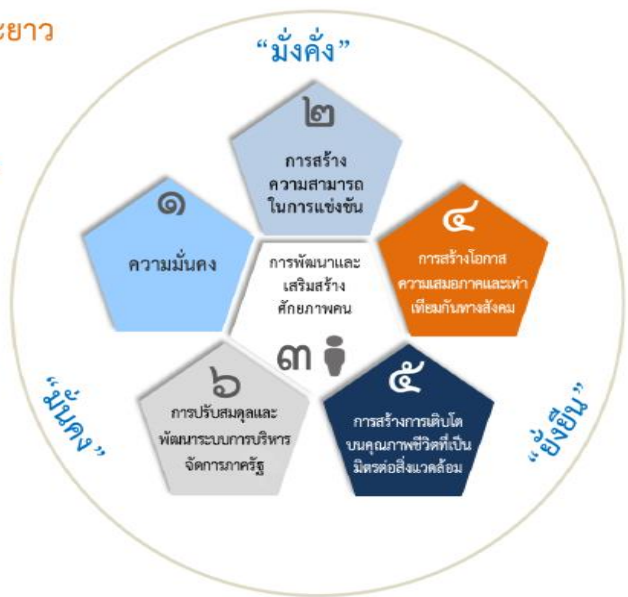 ะยาว
“มั่งคั่ง”
๒
การสร้าง
ความสามารถ
ในการแข่งขัน
๑
ความมั่นคง
๔
การสร้างโอกาส
ความเสมอภาคและเท่า
เทียมกันทางสังคม
การพัฒนาและ
เสริมสร้าง
ศักยภาพคน
๓
๖
การปรับสมดุลและ
พัฒนาระบบการบริหาร
จัดการภาครัฐ
๕
การสร้างการเติบโต
บนคุณภาพชีวิตที่เป็น
มิตรต่อสิ่งแวดล้อม
“มั่นคง”
“ยั่งยืน”